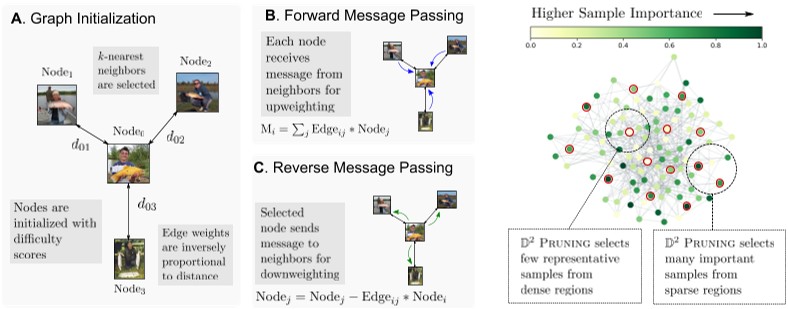 A. Graph Initialization
k-nearest
neighbors
are selected
Node₁
Node₂
Node₀
d₀₁
d₀₂
d₀₃
Nodes are
initialized with
difficulty
scores
Edge weights
are inversely
proportional
to distance
Node₃
B. Forward Message Passing
Each node
receives
message from
neighbors for
upweighting
Mᵢ = ∑ⱼ Edgeᵢⱼ * Nodeⱼ
C. Reverse Message Passing
Selected
node sends
message to
neighbors for
downweighting
Nodeⱼ = Nodeⱼ − Edgeᵢⱼ * Nodeᵢ
Higher Sample Importance
0.0 0.2 0.4 0.6 0.8 1.0
𝔻² PRUNING selects
few representative
samples from
dense regions
𝔻² PRUNING selects
many important
samples from
sparse regions